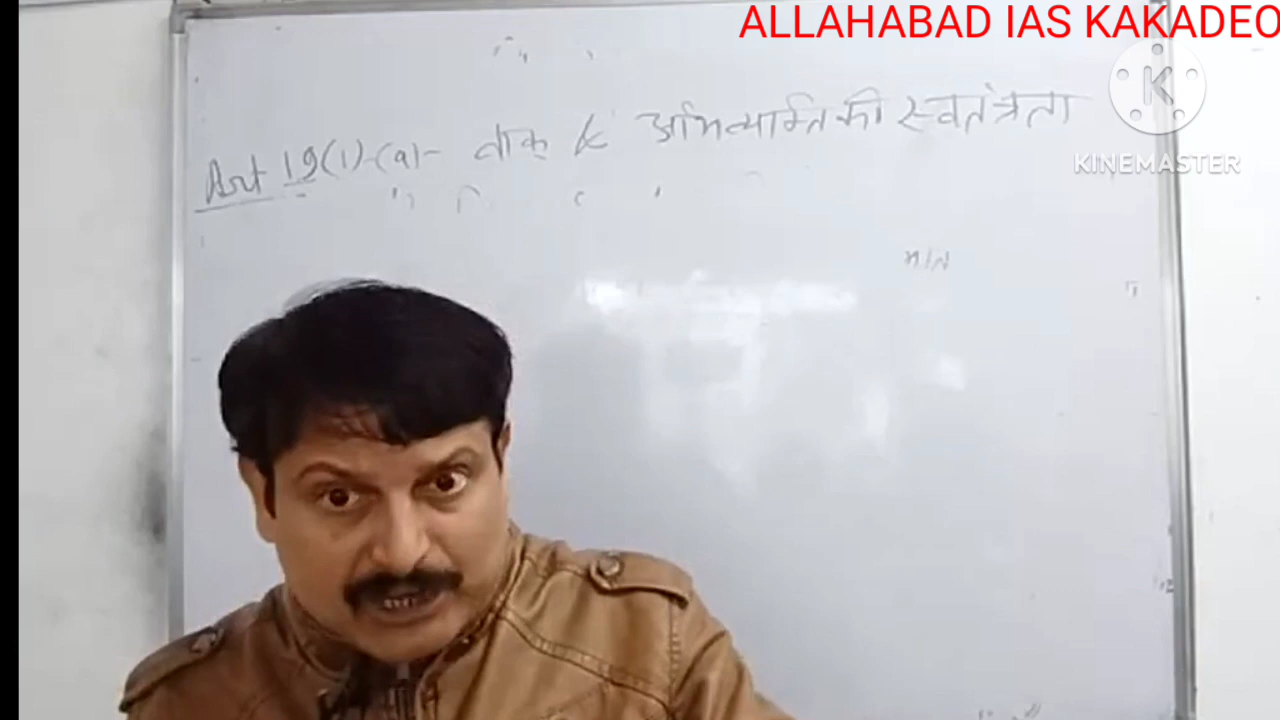 ALLAHABAD IAS KAKADEO
K
KINEMASTER
Art 19(1)-(a)- वाक् & अभिव्यक्ति की स्वतंत्रता